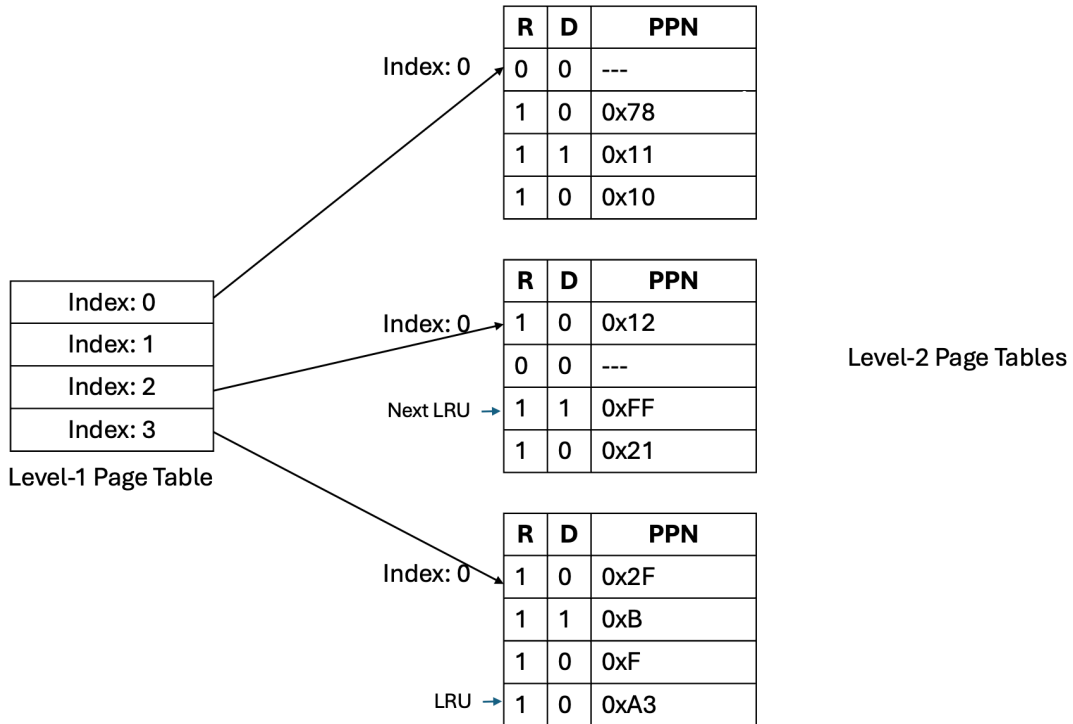 R D PPN
Index: 0 0 0 ---
1 0 0x78
1 1 0x11
1 0 0x10
Index: 0
Index: 1
Index: 2
Index: 3
Level-1 Page Table
R D PPN
Index: 0 1 0 0x12
0 0 ---
Next LRU 1 1 0xFF
1 0 0x21
Level-2 Page Tables
R D PPN
Index: 0 1 0 0x2F
1 1 0xB
1 0 0xF
LRU 1 0 0xA3